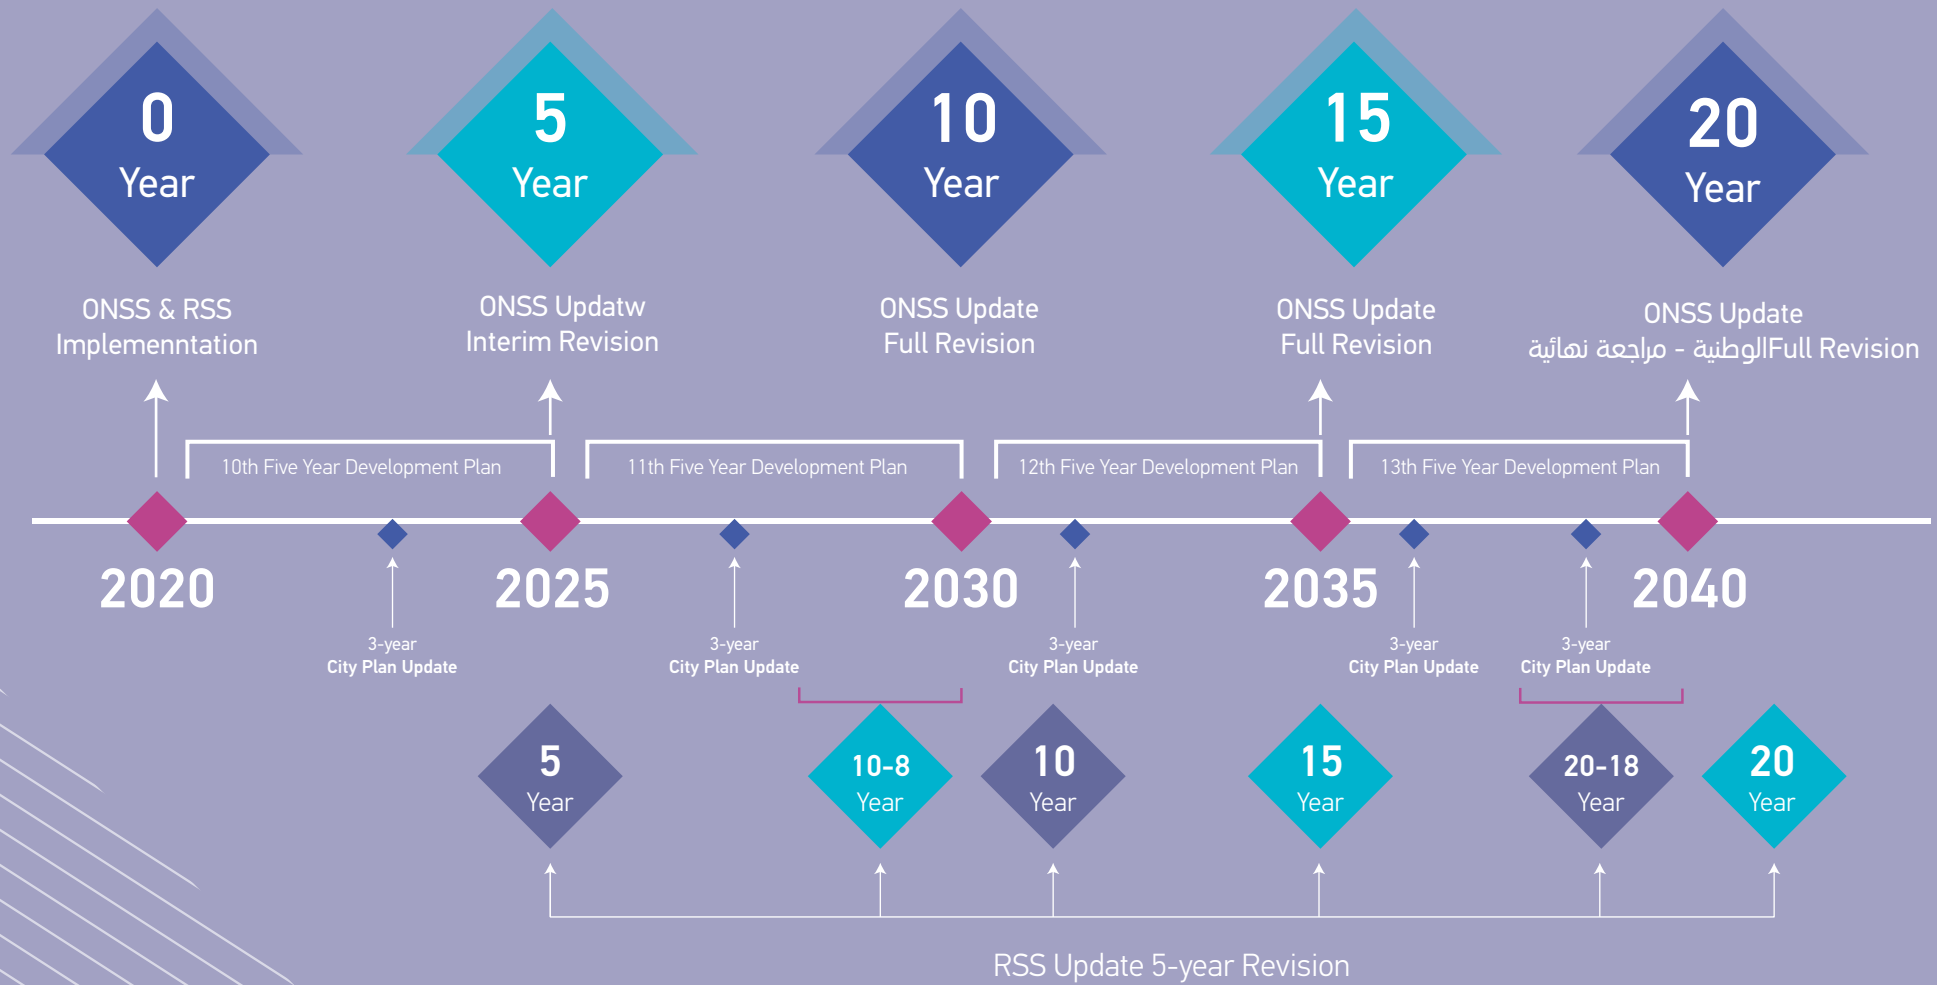 0
Year
5
Year
10
Year
15
Year
20
Year
ONSS & RSS
Implemenntation
ONSS Updatw
Interim Revision
ONSS Update
Full Revision
ONSS Update
Full Revision
ONSS Update
الوطنية - مراجعة نهائيةFull Revision
10th Five Year Development Plan
11th Five Year Development Plan
12th Five Year Development Plan
13th Five Year Development Plan
2020
2025
2030
2035
2040
3-year
City Plan Update
3-year
City Plan Update
3-year
City Plan Update
3-year
City Plan Update
3-year
City Plan Update
5
Year
10-8
Year
10
Year
15
Year
20-18
Year
20
Year
RSS Update 5-year Revision